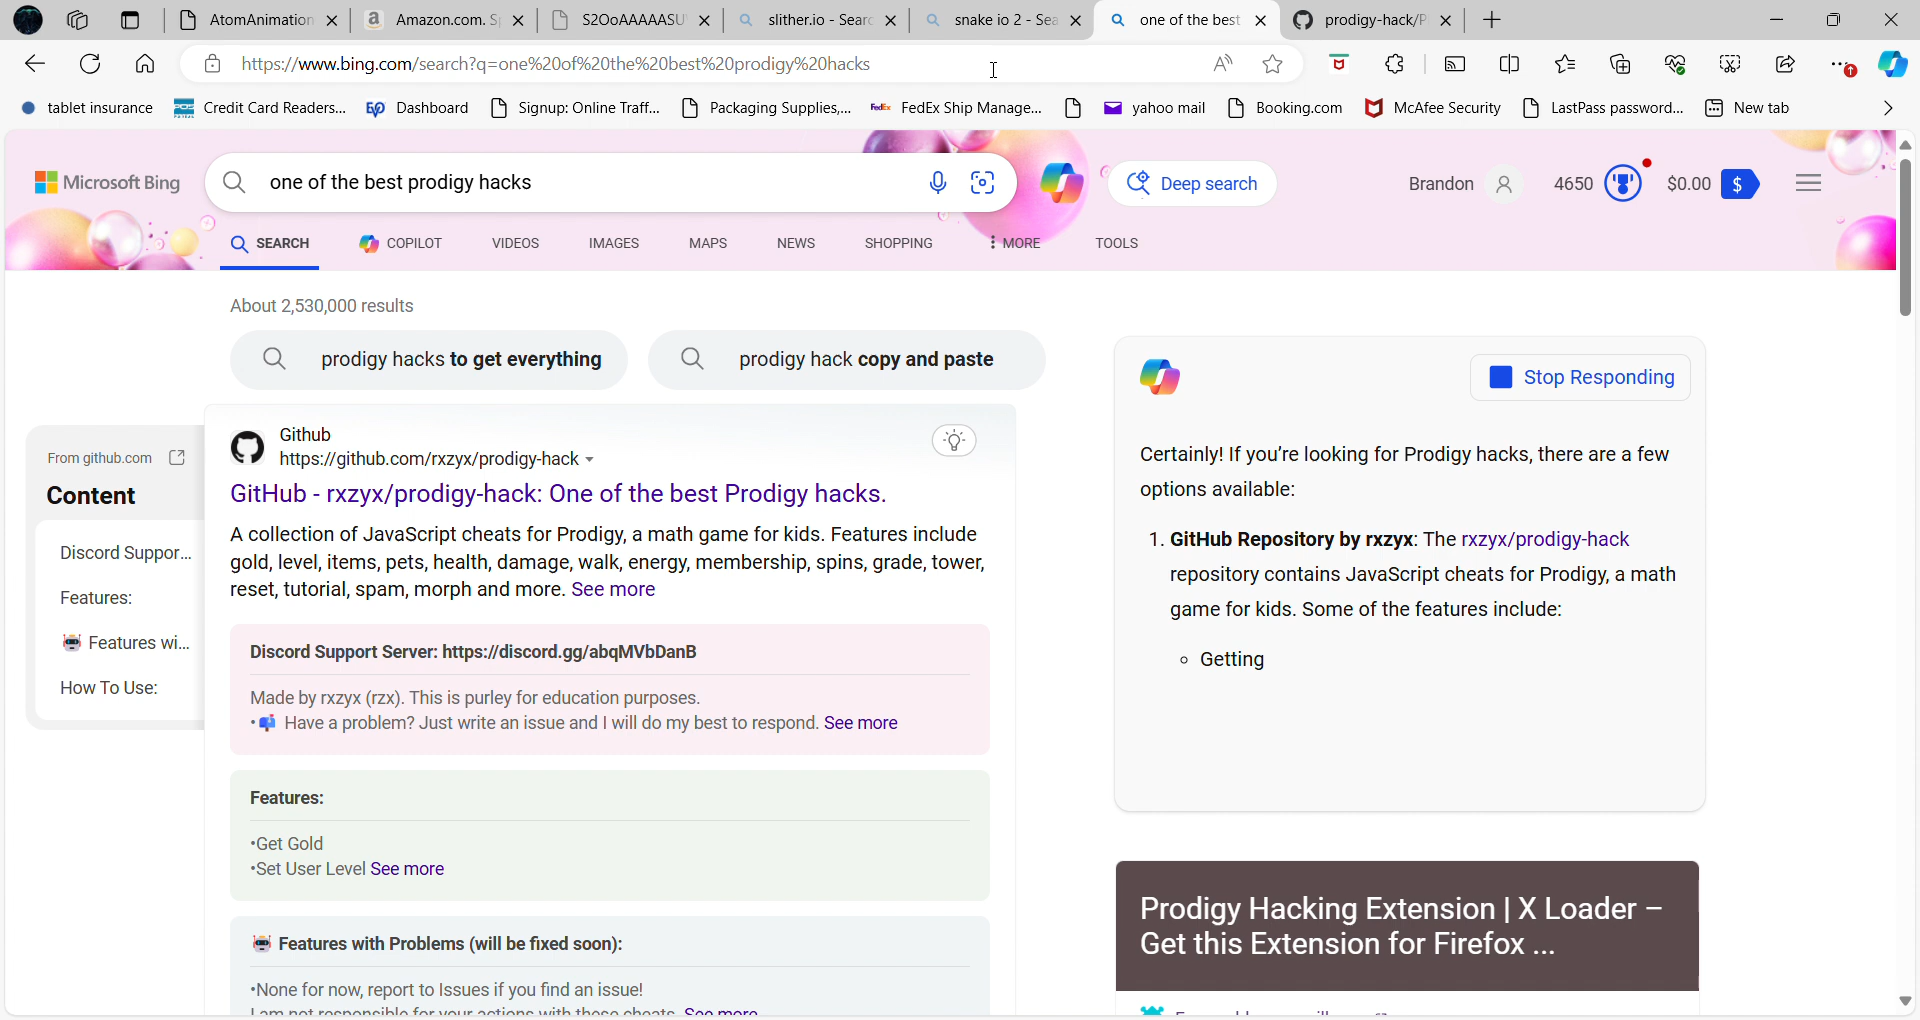 AtomAnimation
Amazon.com. S
S2OoAAAAASU
slither.io - Sear
snake io 2 - Sea
one of the best
prodigy-hack/P
https://www.bing.com/search?q=one%20of%20the%20best%20prodigy%20hacks
tablet insurance
Credit Card Readers...
Dashboard
Signup: Online Traff...
Packaging Supplies,...
FedEx Ship Manage...
yahoo mail
Booking.com
McAfee Security
LastPass password...
New tab
Microsoft Bing
one of the best prodigy hacks
Deep search
Brandon
4650
$0.00
SEARCH
COPILOT
VIDEOS
IMAGES
MAPS
NEWS
SHOPPING
MORE
TOOLS
About 2,530,000 results
prodigy hacks to get everything
prodigy hack copy and paste
From github.com
Content
Discord Suppor...
Features:
Features wi...
How To Use:
Github
https://github.com/rxzyx/prodigy-hack
GitHub - rxzyx/prodigy-hack: One of the best Prodigy hacks.
A collection of JavaScript cheats for Prodigy, a math game for kids. Features include
gold, level, items, pets, health, damage, walk, energy, membership, spins, grade, tower,
reset, tutorial, spam, morph and more. See more
Discord Support Server: https://discord.gg/abqMVbDanB
Made by rxzyx (rzx). This is purley for education purposes.
•📬 Have a problem? Just write an issue and I will do my best to respond. See more
Features:
•Get Gold
•Set User Level See more
Features with Problems (will be fixed soon):
•None for now, report to Issues if you find an issue!
I am not responsible for your actions with these cheats. See more
Stop Responding
Certainly! If you're looking for Prodigy hacks, there are a few
options available:
1. GitHub Repository by rxzyx: The rxzyx/prodigy-hack
repository contains JavaScript cheats for Prodigy, a math
game for kids. Some of the features include:
Getting
Prodigy Hacking Extension | X Loader –
Get this Extension for Firefox ...